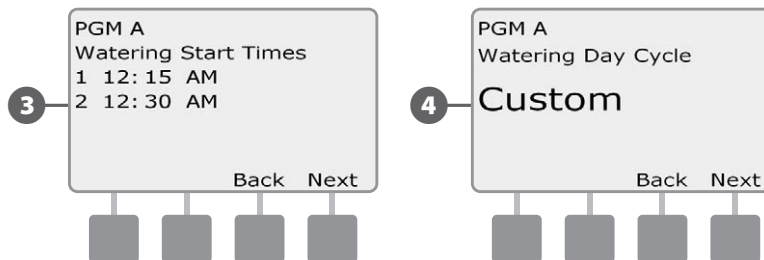 3
PGM A
Watering Start Times
1 12:15 AM
2 12:30 AM
Back Next
4
PGM A
Watering Day Cycle
Custom
Back Next